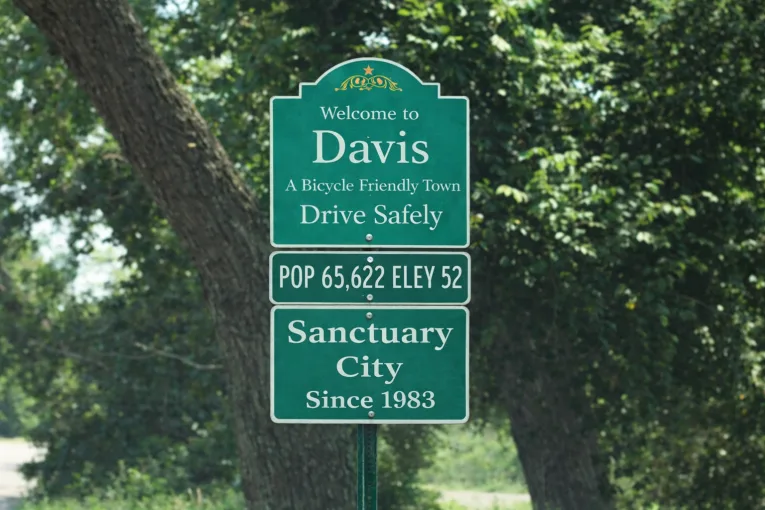 Welcome to
Davis
A Bicycle Friendly Town
Drive Safely
POP 65,622 ELEY 52
Sanctuary
City
Since 1983